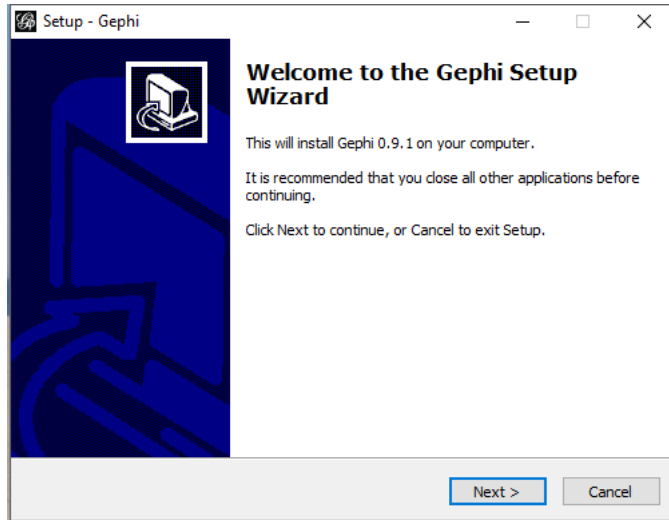 Setup - Gephi
Welcome to the Gephi Setup
Wizard
This will install Gephi 0.9.1 on your computer.
It is recommended that you close all other applications before
continuing.
Click Next to continue, or Cancel to exit Setup.
Next >
Cancel